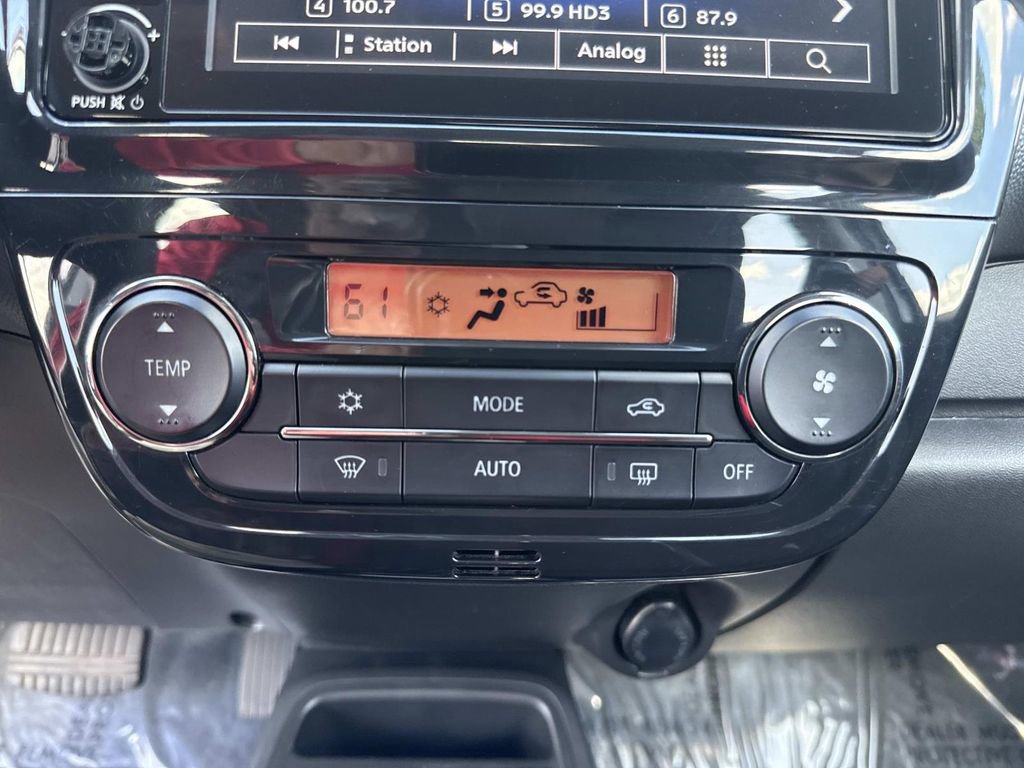 4 100.7 5 99.9 HD3 6 87.9
Station Analog
PUSH
61
TEMP
MODE
AUTO
OFF